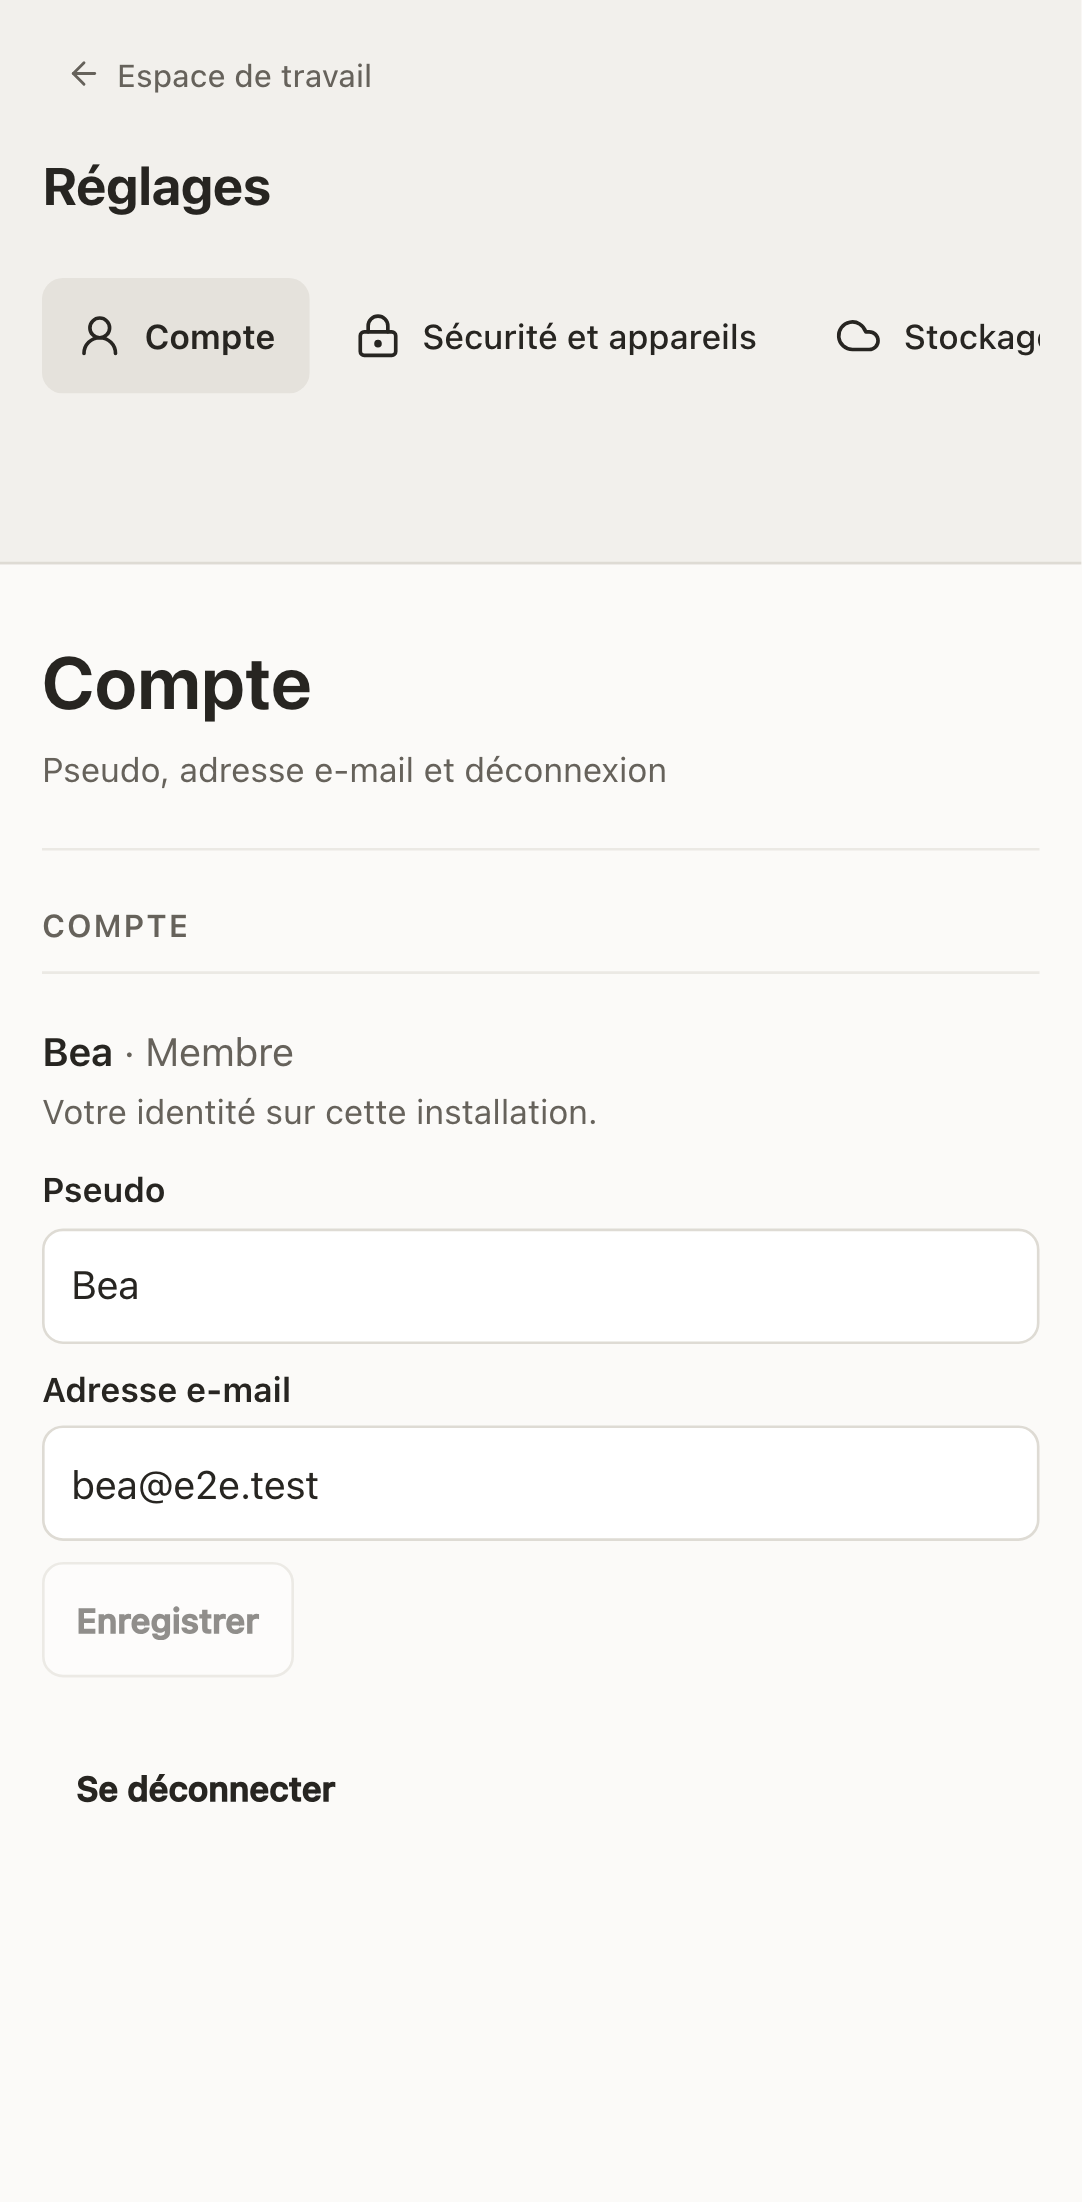 Espace de travail
Réglages
Compte
Sécurité et appareils
Stockage
Compte
Pseudo, adresse e-mail et déconnexion
COMPTE
Bea · Membre
Votre identité sur cette installation.
Pseudo
Bea
Adresse e-mail
bea@e2e.test
Enregistrer
Se déconnecter